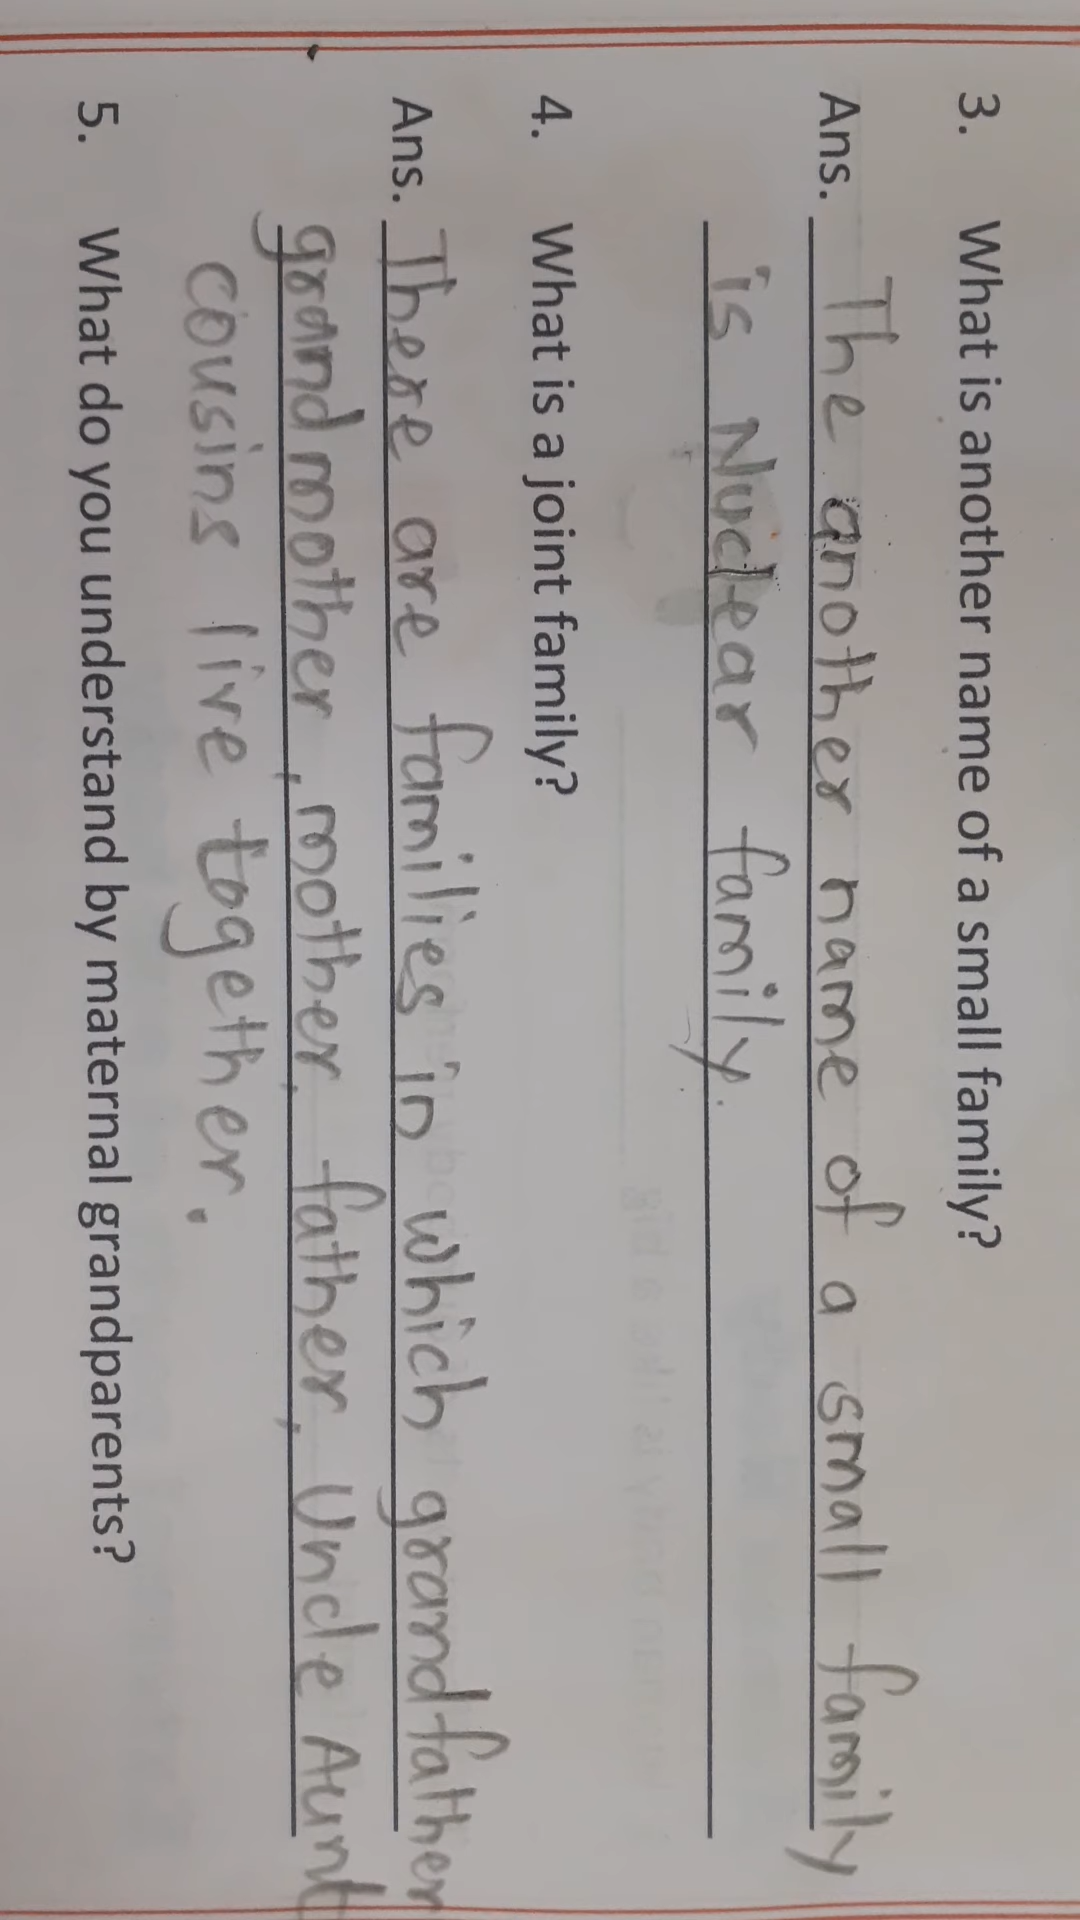 3. What is another name of a small family?
Ans. The another name of a small family
is Nuclear family.
4. What is a joint family?
Ans. There are families in which grandfather
grandmother, mother, father, Uncle Aunt
cousins live together.
5. What do you understand by maternal grandparents?